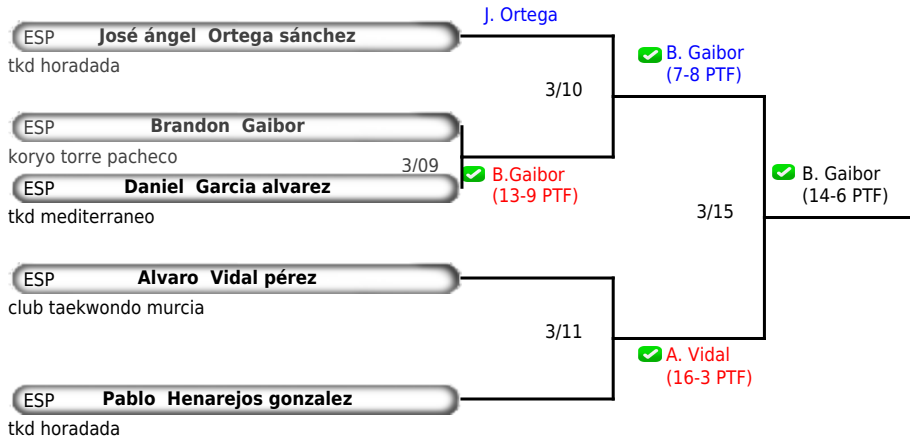 J. Ortega
ESP José ángel Ortega sánchez
tkd horadada
B. Gaibor
(7-8 PTF)
3/10
ESP Brandon Gaibor
koryo torre pacheco
3/09
B.Gaibor
(13-9 PTF)
ESP Daniel Garcia alvarez
tkd mediterraneo
B. Gaibor
(14-6 PTF)
3/15
ESP Alvaro Vidal pérez
club taekwondo murcia
3/11
A. Vidal
(16-3 PTF)
ESP Pablo Henarejos gonzalez
tkd horadada